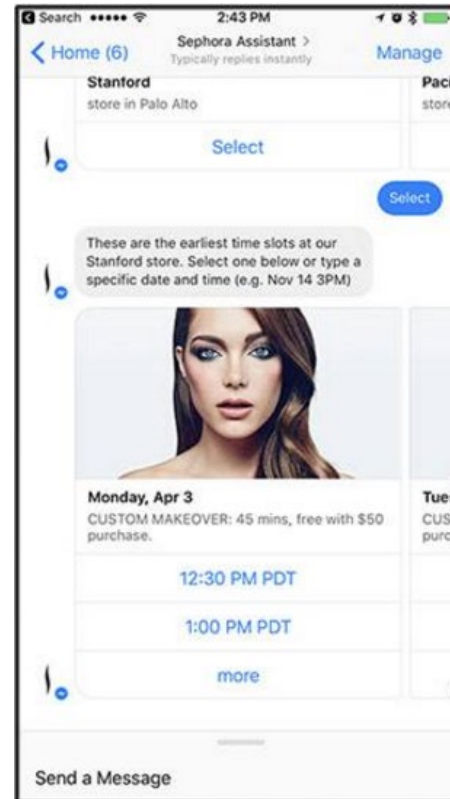 Search 2:43 PM
Home (6) Sephora Assistant > Manage
Typically replies instantly
Stanford
store in Palo Alto
Select
Select
These are the earliest time slots at our
Stanford store. Select one below or type a
specific date and time (e.g. Nov 14 3PM)
Monday, Apr 3
CUSTOM MAKEOVER: 45 mins, free with $50
purchase.
12:30 PM PDT
1:00 PM PDT
more
Send a Message